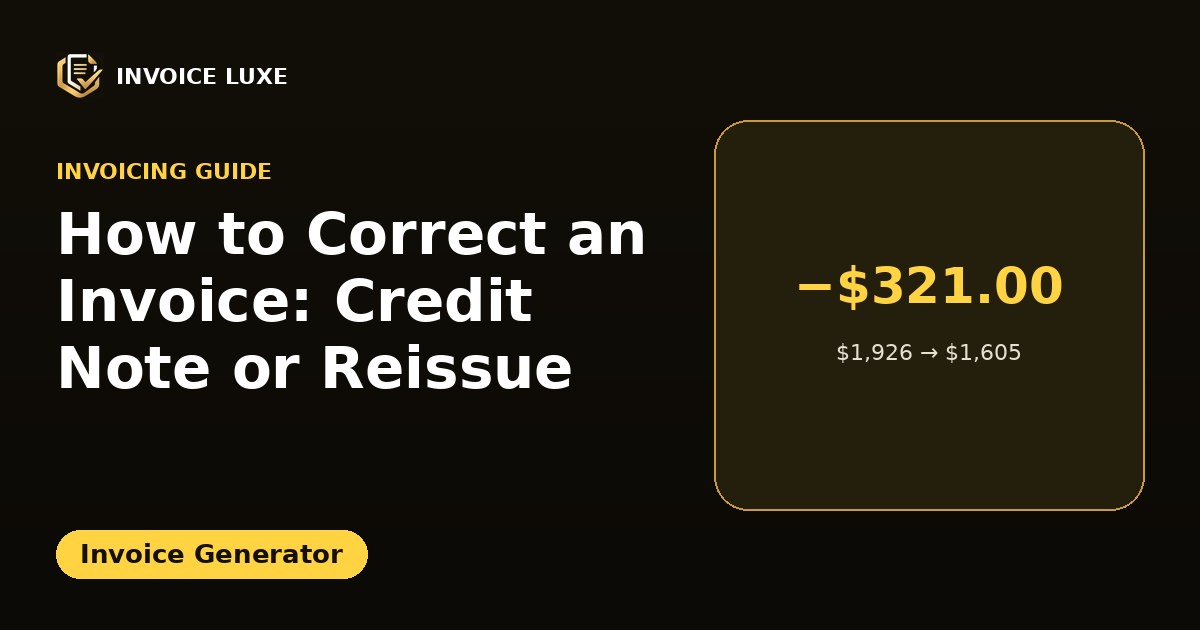 INVOICE LUXE
INVOICING GUIDE
How to Correct an
Invoice: Credit
Note or Reissue
−$321.00
$1,926 → $1,605
Invoice Generator